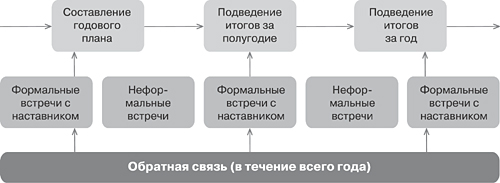 Составление
годового
плана
Подведение
итогов за
полугодие
Подведение
итогов
за год
Формальные
встречи с
наставником
Нефор-
мальные
встречи
Формальные
встречи с
наставником
Нефор-
мальные
встречи
Формальные
встречи с
наставником
Обратная связь (в течение всего года)